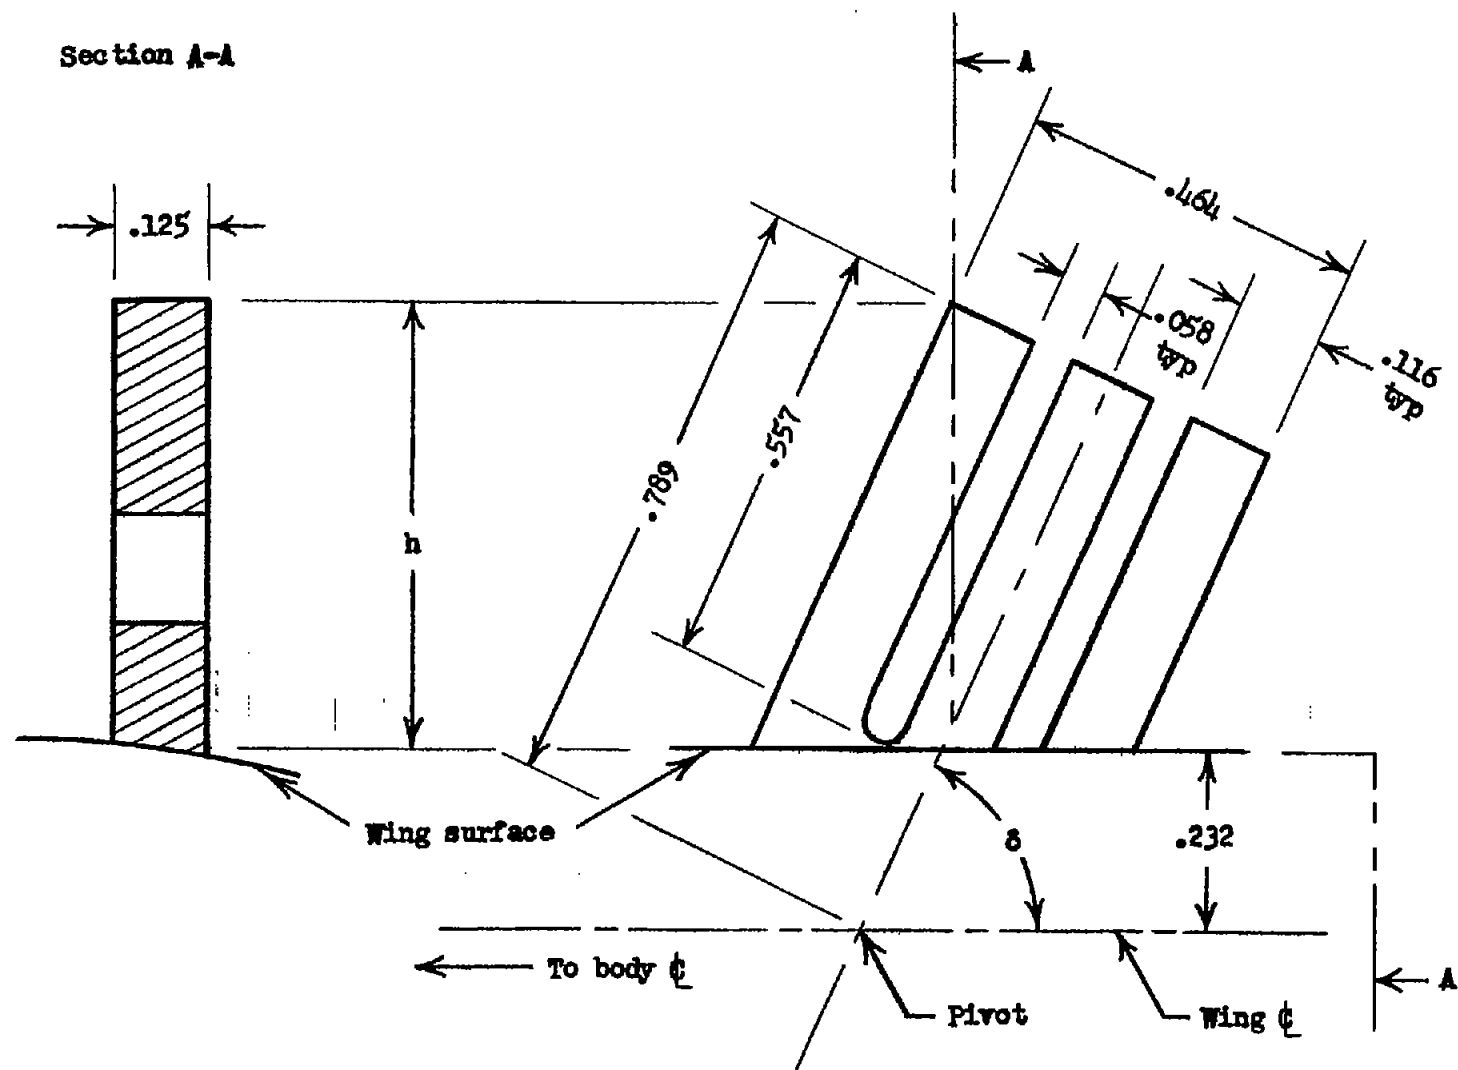 Section A-A
A
.464
.125
.058
typ
.116
typ
.557
.789
h
Wing surface
δ
.232
To body ℄
A
Pivot
Wing ℄